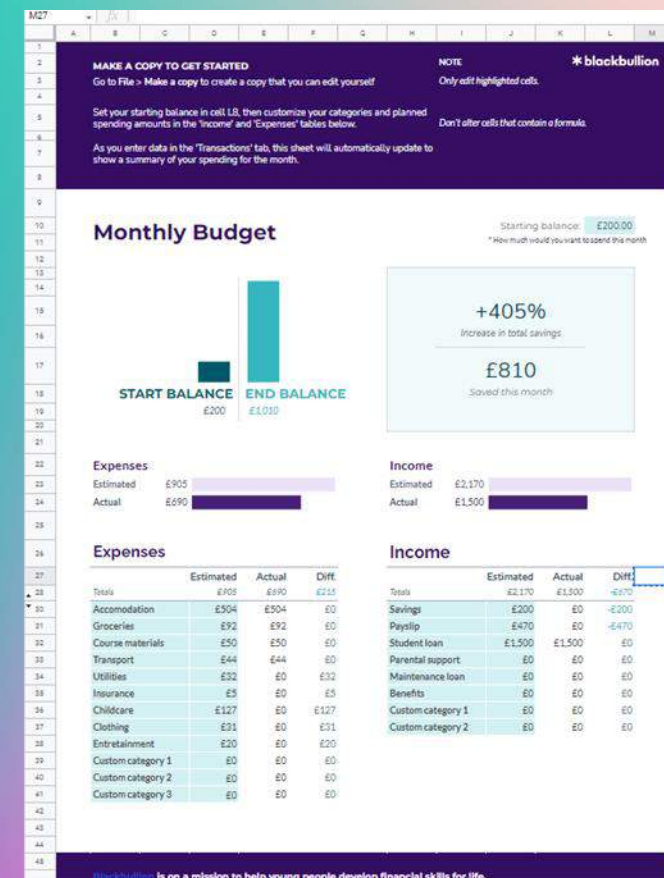 M27
fx
A B C D E F G H I J K L M
MAKE A COPY TO GET STARTED
Go to File > Make a copy to create a copy that you can edit yourself
NOTE
Only edit highlighted cells.
blackbullion
Set your starting balance in cell L8, then customize your categories and planned
spending amounts in the 'Income' and 'Expenses' tables below.
Don't alter cells that contain a formula.
As you enter data in the 'Transactions' tab, this sheet will automatically update to
show a summary of your spending for the month.
Monthly Budget
Starting balance: £200.00
* How much would you want to spend this month
+405%
Increase in total savings
£810
Saved this month
START BALANCE END BALANCE
£200 £1,010
Expenses
Estimated £905
Actual £690
Income
Estimated £2,170
Actual £1,500
Expenses
Estimated Actual Diff.
Totals £905 £690 £215
Accomodation £504 £504 £0
Groceries £92 £92 £0
Course materials £50 £50 £0
Transport £44 £44 £0
Utilities £32 £0 £32
Insurance £5 £0 £5
Childcare £127 £0 £127
Clothing £31 £0 £31
Entretainment £20 £0 £20
Custom category 1 £0 £0 £0
Custom category 2 £0 £0 £0
Custom category 3 £0 £0 £0
Income
Estimated Actual Diff.
Totals £2,170 £1,500 -£670
Savings £200 £0 -£200
Payslip £470 £0 -£470
Student loan £1,500 £1,500 £0
Parental support £0 £0 £0
Maintenance loan £0 £0 £0
Benefits £0 £0 £0
Custom category 1 £0 £0 £0
Custom category 2 £0 £0 £0
Blackbullion is on a mission to help young people develop financial skills for life.